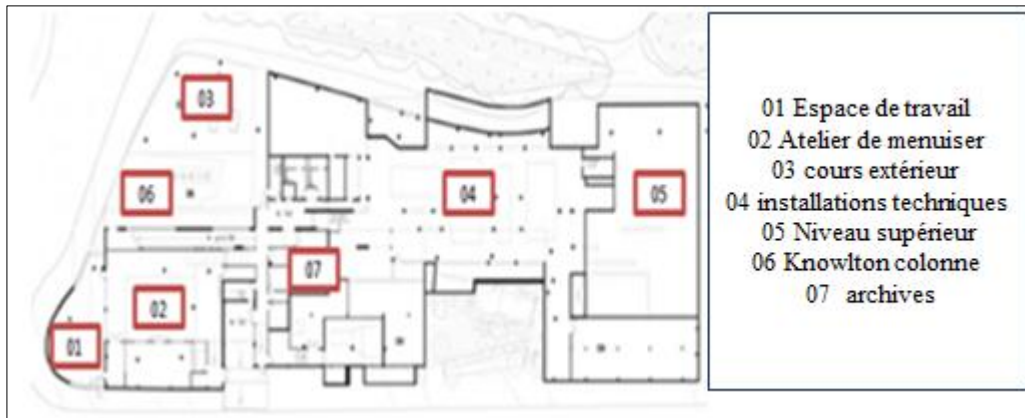 03
06
04
05
07
02
01
01 Espace de travail
02 Atelier de menuiser
03 cours extérieur
04 installations techniques
05 Niveau supérieur
06 Knowlton colonne
07 archives